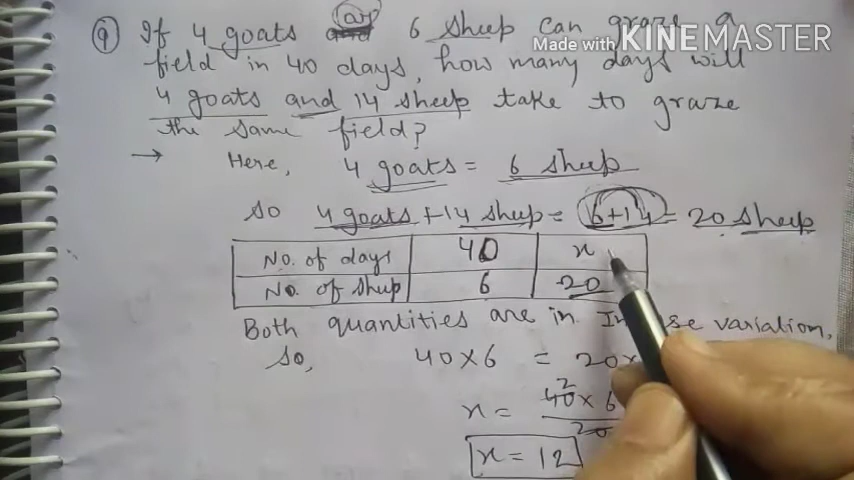 Q If 4 goats or 6 sheep can graze a
field in 40 days, how many days will
4 goats and 14 sheep take to graze
the same field?
→ Here, 4 goats = 6 sheep
so 4 goats + 14 sheep = 6+14 = 20 sheep
No. of days 40 x
No. of sheep 6 20
Both quantities are in variation,
So, 40 × 6 = 20
x = 40 × 6
20
x = 12
Made with KINEMASTER